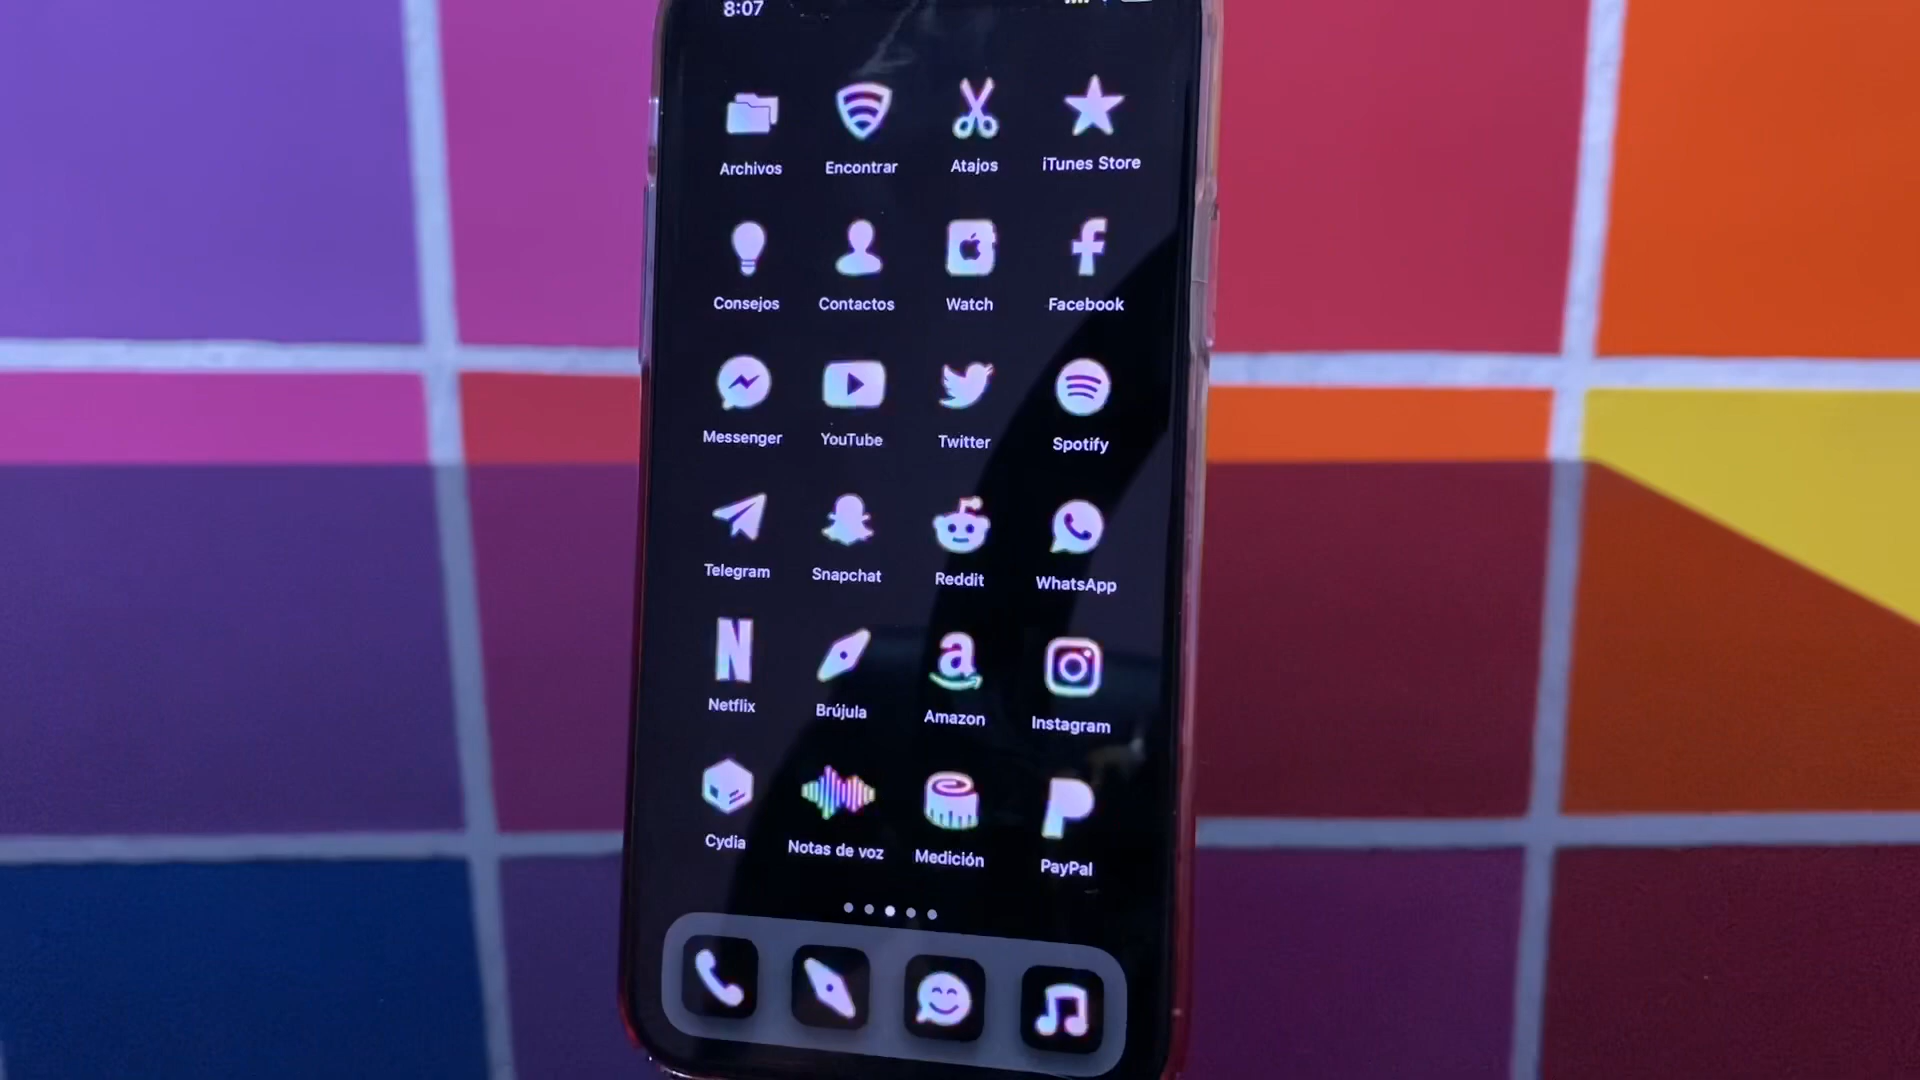 8:07
Archivos Encontrar Atajos iTunes Store
Consejos Contactos Watch Facebook
Messenger YouTube Twitter Spotify
Telegram Snapchat Reddit WhatsApp
Netflix Brújula Amazon Instagram
Cydia Notas de voz Medición PayPal